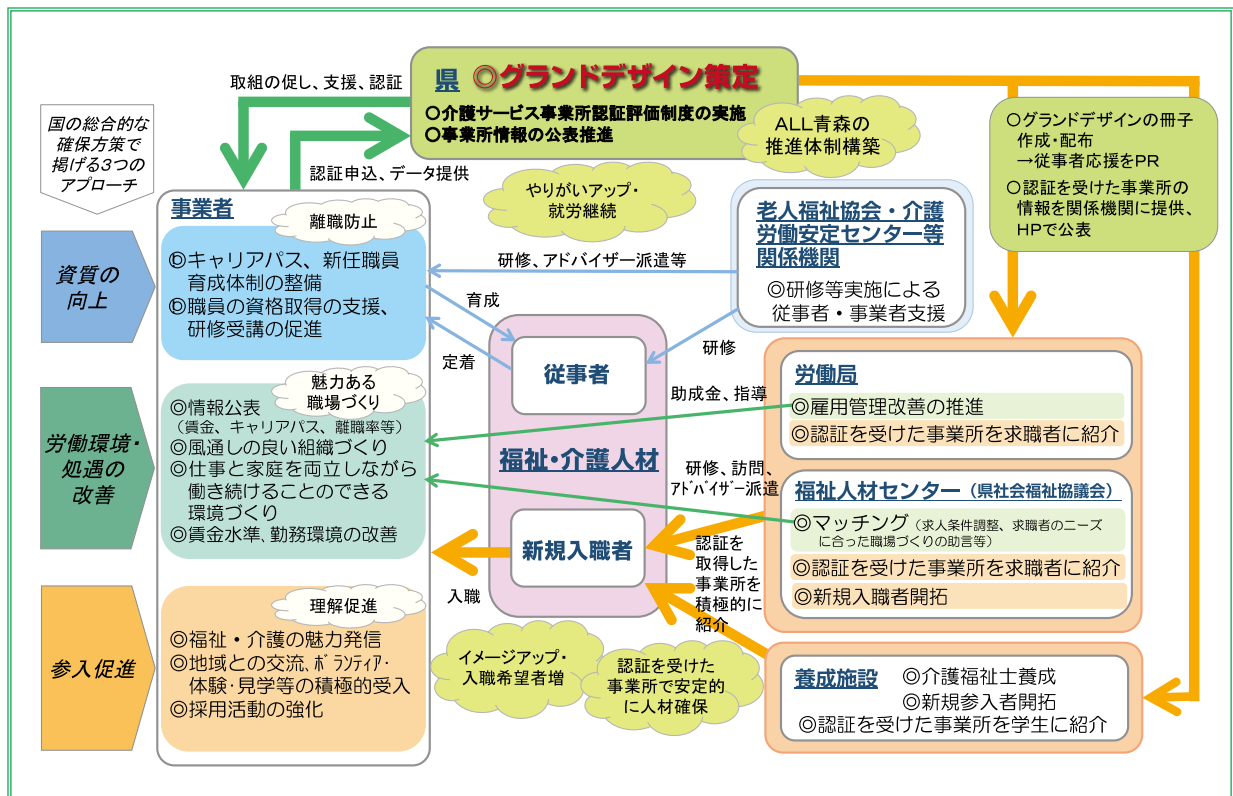 取組の促し、支援、認証
県 ◎グランドデザイン策定
○介護サービス事業所認証評価制度の実施
○事業所情報の公表推進
ALL青森の
推進体制構築
○グランドデザインの冊子
作成・配布
→従事者応援をPR
○認証を受けた事業所の
情報を関係機関に提供、
HPで公表
国の総合的な
確保方策で
掲げる3つの
アプローチ
認証申込、データ提供
やりがいアップ・
就労継続
事業者
離職防止
◎キャリアパス、新任職員
育成体制の整備
◎職員の資格取得の支援、
研修受講の促進
資質の
向上
老人福祉協会・介護
労働安定センター等
関係機関
◎研修等実施による
従事者・事業者支援
研修、アドバイザー派遣等
育成
定着
研修
従事者
福祉・介護人材
新規入職者
助成金、指導
研修、訪問、
ｱﾄﾞﾊﾞｲｻﾞｰ派遣
労働環境・
処遇の
改善
魅力ある
職場づくり
◎情報公表
（賃金、キャリアパス、離職率等）
◎風通しの良い組織づくり
◎仕事と家庭を両立しながら
働き続けることのできる
環境づくり
◎賃金水準、勤務環境の改善
労働局
◎雇用管理改善の推進
◎認証を受けた事業所を求職者に紹介
福祉人材センター（県社会福祉協議会）
◎マッチング（求人条件調整、求職者のニーズ
に合った職場づくりの助言等）
◎認証を受けた事業所を求職者に紹介
◎新規入職者開拓
入職
認証を
取得した
事業所を
積極的に
紹介
参入促進
理解促進
◎福祉・介護の魅力発信
◎地域との交流、ﾎﾞﾗﾝﾃｨｱ・
体験・見学等の積極的受入
◎採用活動の強化
イメージアップ・
入職希望者増
認証を受けた
事業所で安定的
に人材確保
養成施設 ◎介護福祉士養成
◎新規参入者開拓
◎認証を受けた事業所を学生に紹介